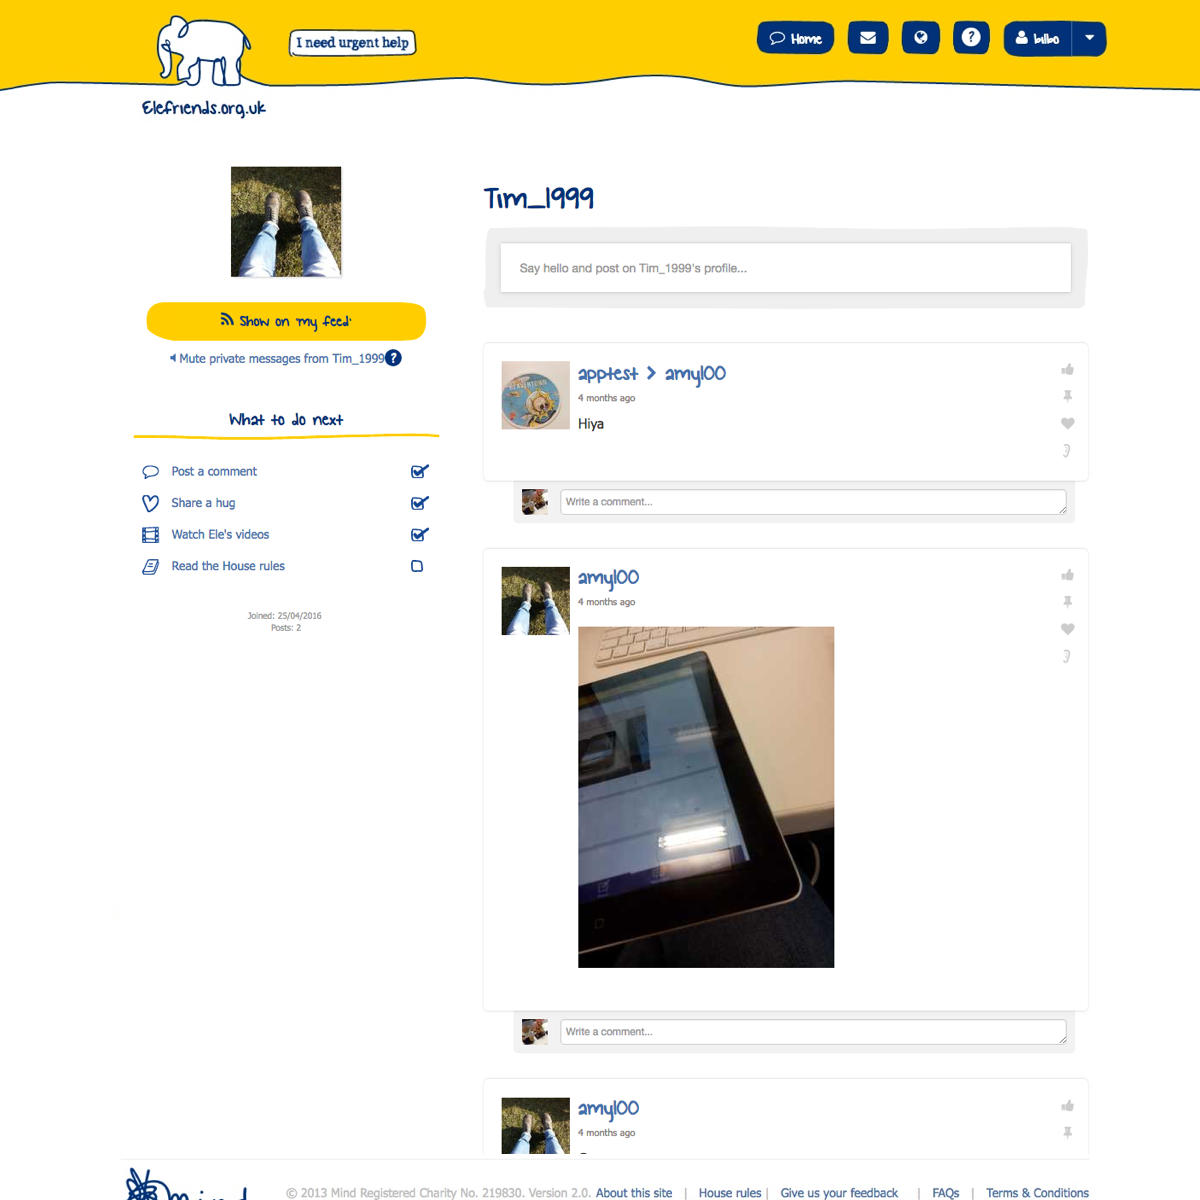 I need urgent help
Home
bilbo
Elefriends.org.uk
Tim_1999
Say hello and post on Tim_1999's profile...
Show on 'my feed'
Mute private messages from Tim_1999
What to do next
Post a comment
Share a hug
Watch Ele's videos
Read the House rules
Joined: 25/04/2016
Posts: 2
apptest > amy100
4 months ago
Hiya
Write a comment...
amy100
4 months ago
Write a comment...
amy100
4 months ago
mind
© 2013 Mind Registered Charity No. 219830. Version 2.0. About this site | House rules | Give us your feedback | FAQs | Terms & Conditions